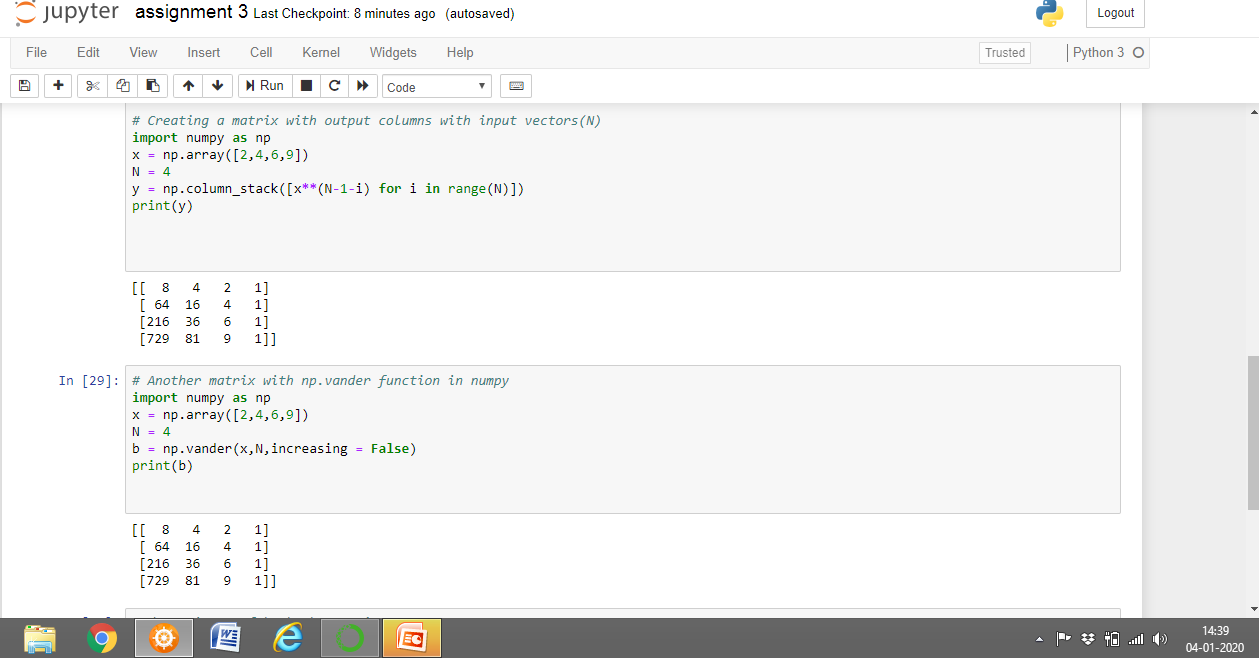 jupyter assignment 3 Last Checkpoint: 8 minutes ago (autosaved) Logout
File Edit View Insert Cell Kernel Widgets Help Trusted Python 3
Run Code
# Creating a matrix with output columns with input vectors(N)
import numpy as np
x = np.array([2,4,6,9])
N = 4
y = np.column_stack([x**(N-1-i) for i in range(N)])
print(y)
[[  8   4   2   1]
 [ 64  16   4   1]
 [216  36   6   1]
 [729  81   9   1]]
In [29]: # Another matrix with np.vander function in numpy
import numpy as np
x = np.array([2,4,6,9])
N = 4
b = np.vander(x,N,increasing = False)
print(b)
[[  8   4   2   1]
 [ 64  16   4   1]
 [216  36   6   1]
 [729  81   9   1]]
14:39
04-01-2020